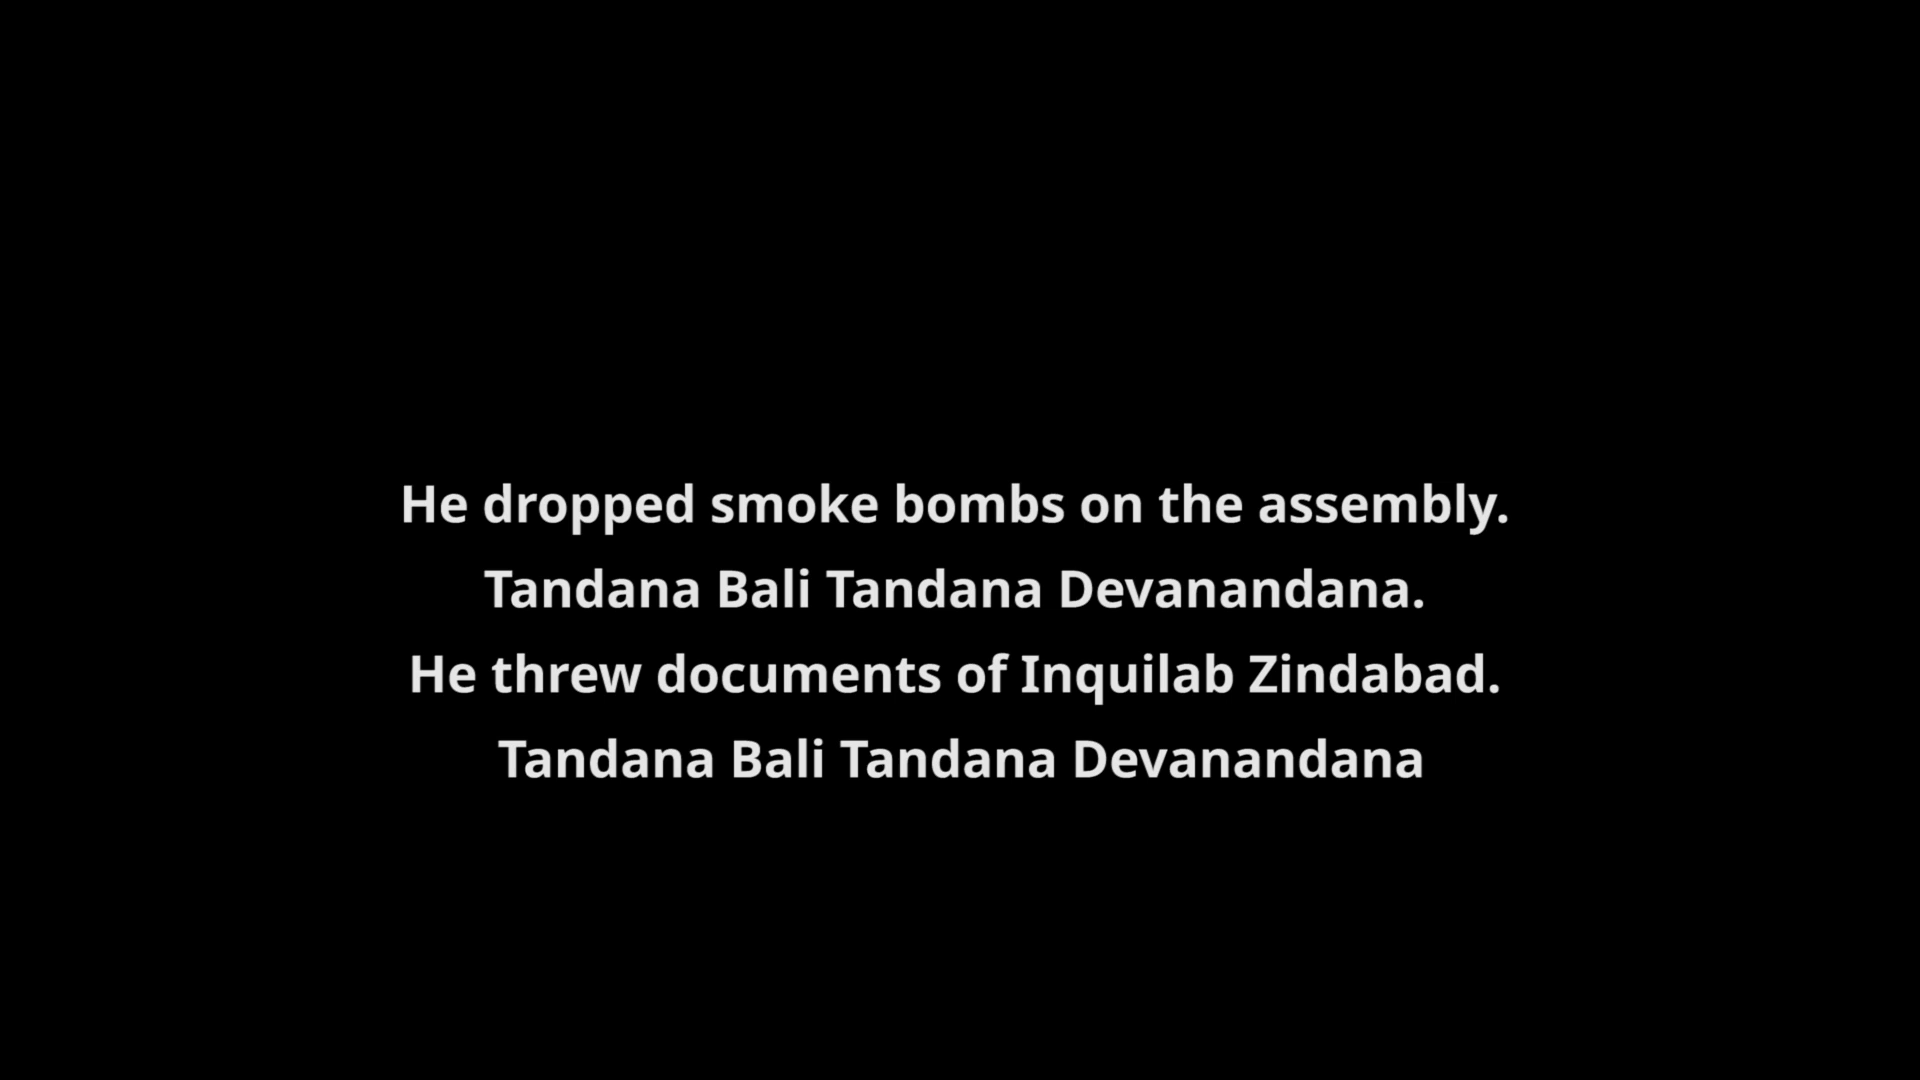 He dropped smoke bombs on the assembly.
Tandana Bali Tandana Devanandana.
He threw documents of Inquilab Zindabad.
Tandana Bali Tandana Devanandana